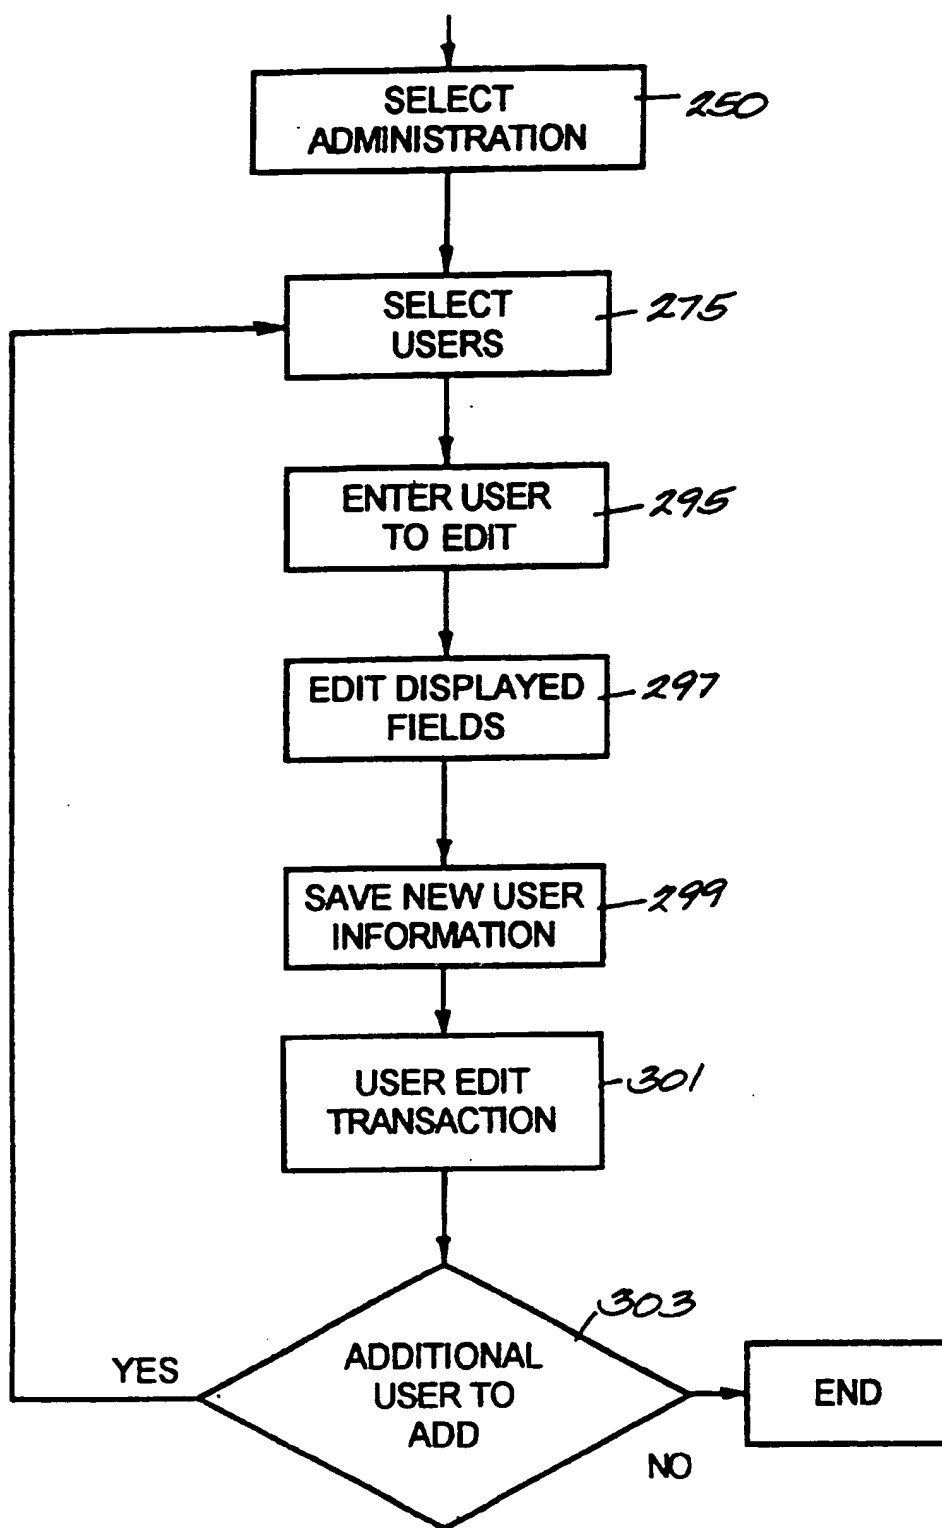 SELECT
ADMINISTRATION
250
SELECT
USERS
275
ENTER USER
TO EDIT
295
EDIT DISPLAYED
FIELDS
297
SAVE NEW USER
INFORMATION
299
USER EDIT
TRANSACTION
301
303
YES
ADDITIONAL
USER TO
ADD
END
NO